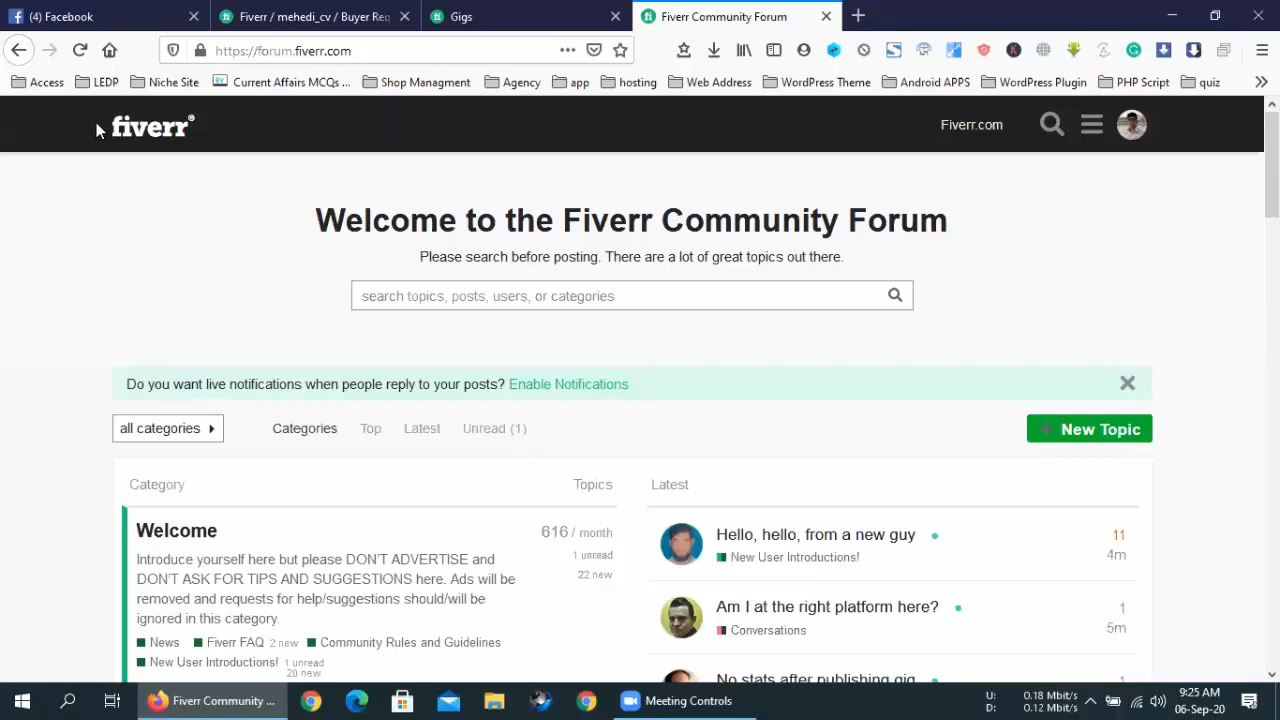 (4) Facebook
Fiverr / mehedi_cv / Buyer Req
Gigs
Fiverr Community Forum
https://forum.fiverr.com
Access
LEDP
Niche Site
Current Affairs MCQs ...
Shop Managment
Agency
app
hosting
Web Address
WordPress Theme
Android APPS
WordPress Plugin
PHP Script
quiz
fiverr®
Fiverr.com
Welcome to the Fiverr Community Forum
Please search before posting. There are a lot of great topics out there.
search topics, posts, users, or categories
Do you want live notifications when people reply to your posts? Enable Notifications
all categories
Categories
Top
Latest
Unread (1)
+ New Topic
Category
Topics
Welcome
616 / month
1 unread
22 new
Introduce yourself here but please DON'T ADVERTISE and
DON'T ASK FOR TIPS AND SUGGESTIONS here. Ads will be
removed and requests for help/suggestions should/will be
ignored in this category.
News
Fiverr FAQ 2 new
Community Rules and Guidelines
New User Introductions! 1 unread
20 new
Latest
Hello, hello, from a new guy
11
New User Introductions!
4m
Am I at the right platform here?
1
Conversations
5m
No stats after publishing gig
1
Fiverr Community ...
Meeting Controls
U: 0.18 Mbit/s
D: 0.12 Mbit/s
9:25 AM
06-Sep-20